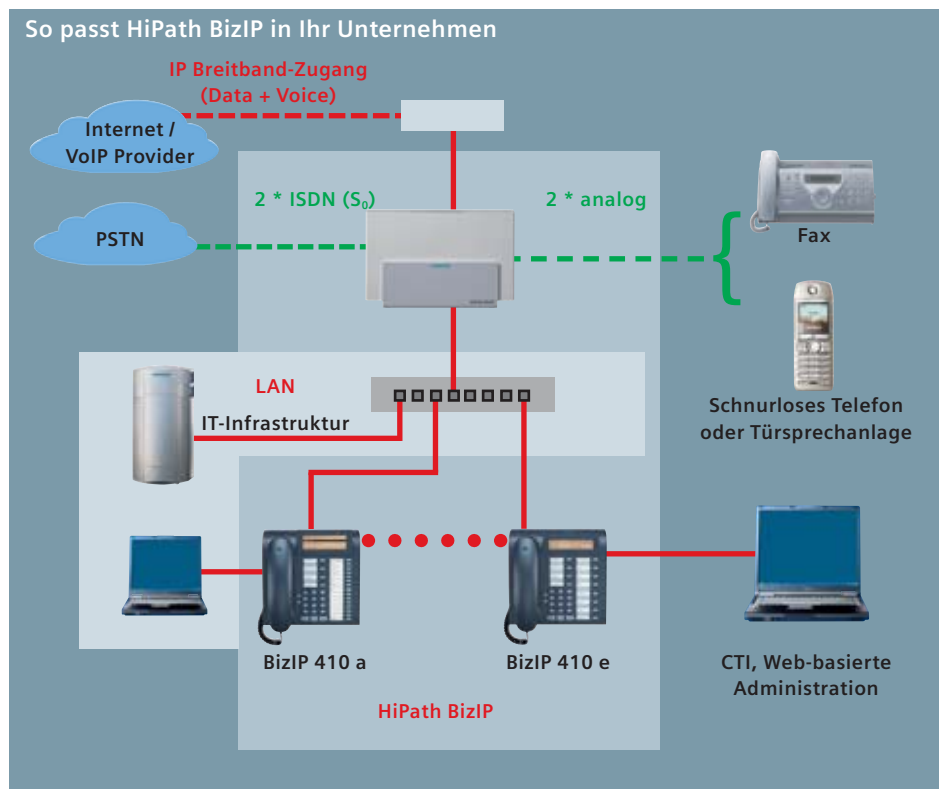 So passt HiPath BizIP in Ihr Unternehmen
IP Breitband-Zugang
(Data + Voice)
Internet /
VoIP Provider
2 * ISDN (S₀)
2 * analog
PSTN
Fax
LAN
IT-Infrastruktur
Schnurloses Telefon
oder Türsprechanlage
BizIP 410 a
BizIP 410 e
CTI, Web-basierte
Administration
HiPath BizIP